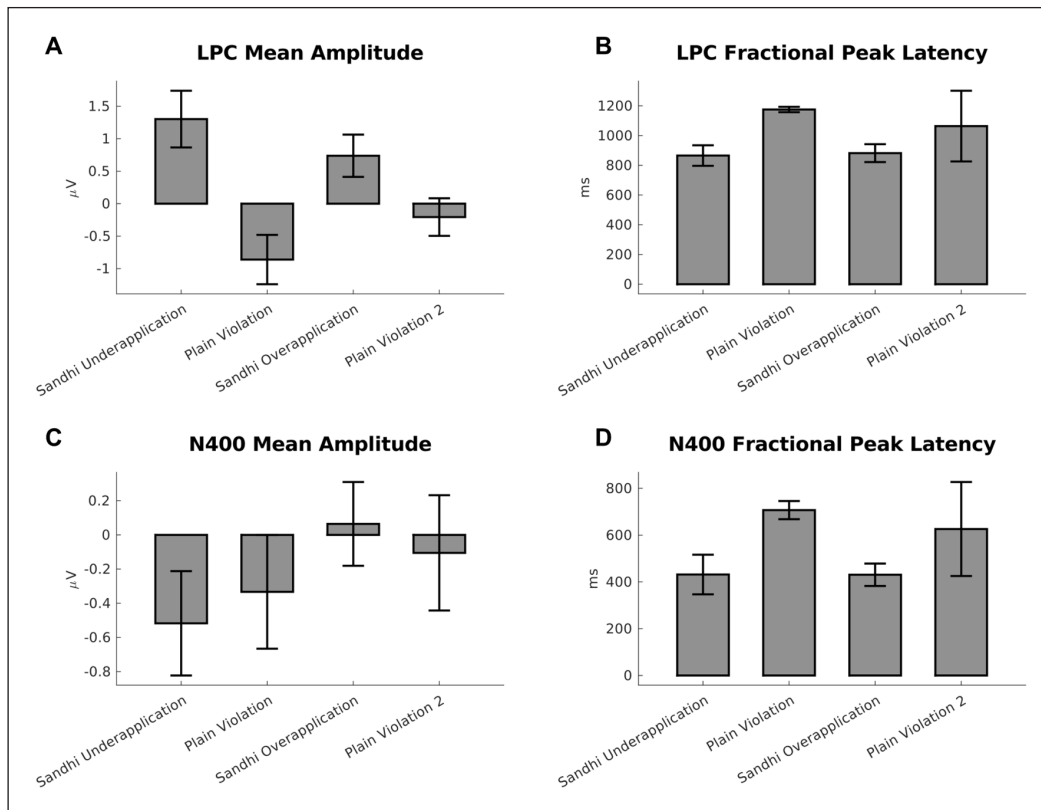 A
LPC Mean Amplitude
1.5
1
0.5
0
-0.5
-1
μV
Sandhi Underapplication
Plain Violation
Sandhi Overapplication
Plain Violation 2
B
LPC Fractional Peak Latency
1200
1000
800
600
400
200
0
ms
Sandhi Underapplication
Plain Violation
Sandhi Overapplication
Plain Violation 2
C
N400 Mean Amplitude
0.2
0
-0.2
-0.4
-0.6
-0.8
μV
Sandhi Underapplication
Plain Violation
Sandhi Overapplication
Plain Violation 2
D
N400 Fractional Peak Latency
800
600
400
200
0
ms
Sandhi Underapplication
Plain Violation
Sandhi Overapplication
Plain Violation 2